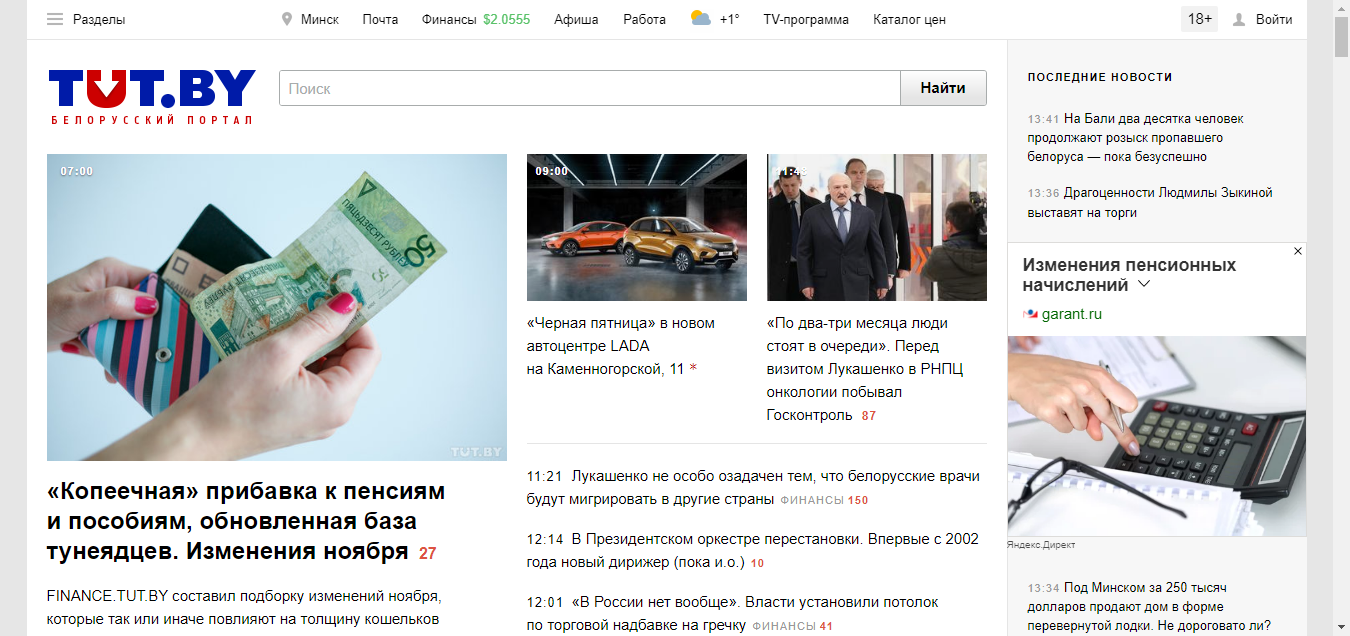 Разделы
Минск Почта Финансы $2.0555 Афиша Работа +1° TV-программа Каталог цен
18+ Войти
TUT.BY
БЕЛОРУССКИЙ ПОРТАЛ
Поиск
Найти
07:00
50
ПЯЦЬДЗЕСЯТ РУБЛЁЎ
50
TUT.BY
«Копеечная» прибавка к пенсиям
и пособиям, обновленная база
тунеядцев. Изменения ноября 27
FINANCE.TUT.BY составил подборку изменений ноября,
которые так или иначе повлияют на толщину кошельков
09:00
«Черная пятница» в новом
автоцентре LADA
на Каменногорской, 11 *
«По два-три месяца люди
стоят в очереди». Перед
визитом Лукашенко в РНПЦ
онкологии побывал
Госконтроль 87
11:21 Лукашенко не особо озадачен тем, что белорусские врачи
будут мигрировать в другие страны ФИНАНСЫ 150
12:14 В Президентском оркестре перестановки. Впервые с 2002
года новый дирижер (пока и.о.) 10
12:01 «В России нет вообще». Власти установили потолок
по торговой надбавке на гречку ФИНАНСЫ 41
ПОСЛЕДНИЕ НОВОСТИ
13:41 На Бали два десятка человек
продолжают розыск пропавшего
белоруса — пока безуспешно
13:36 Драгоценности Людмилы Зыкиной
выставят на торги
Изменения пенсионных
начислений
garant.ru
Яндекс.Директ
13:34 Под Минском за 250 тысяч
долларов продают дом в форме
перевернутой лодки. Не дороговато ли?